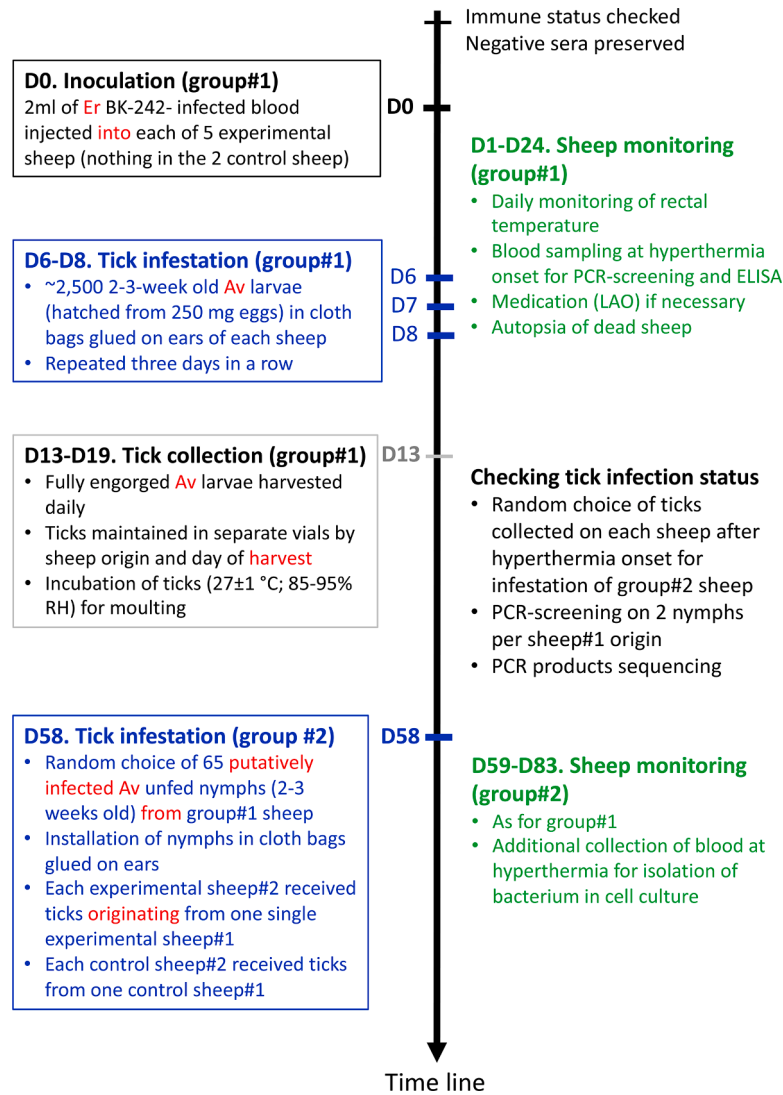 Immune status checked
Negative sera preserved
D0. Inoculation (group#1)
2ml of Er BK-242- infected blood
injected into each of 5 experimental
sheep (nothing in the 2 control sheep)
D0
D1-D24. Sheep monitoring
(group#1)
• Daily monitoring of rectal
temperature
• Blood sampling at hyperthermia
onset for PCR-screening and ELISA
• Medication (LAO) if necessary
• Autopsia of dead sheep
D6-D8. Tick infestation (group#1)
• ~2,500 2-3-week old Av larvae
(hatched from 250 mg eggs) in cloth
bags glued on ears of each sheep
• Repeated three days in a row
D6
D7
D8
D13-D19. Tick collection (group#1)
• Fully engorged Av larvae harvested
daily
• Ticks maintained in separate vials by
sheep origin and day of harvest
• Incubation of ticks (27±1 °C; 85-95%
RH) for moulting
D13
Checking tick infection status
• Random choice of ticks
collected on each sheep after
hyperthermia onset for
infestation of group#2 sheep
• PCR-screening on 2 nymphs
per sheep#1 origin
• PCR products sequencing
D58. Tick infestation (group #2)
• Random choice of 65 putatively
infected Av unfed nymphs (2-3
weeks old) from group#1 sheep
• Installation of nymphs in cloth bags
glued on ears
• Each experimental sheep#2 received
ticks originating from one single
experimental sheep#1
• Each control sheep#2 received ticks
from one control sheep#1
D58
D59-D83. Sheep monitoring
(group#2)
• As for group#1
• Additional collection of blood at
hyperthermia for isolation of
bacterium in cell culture
Time line